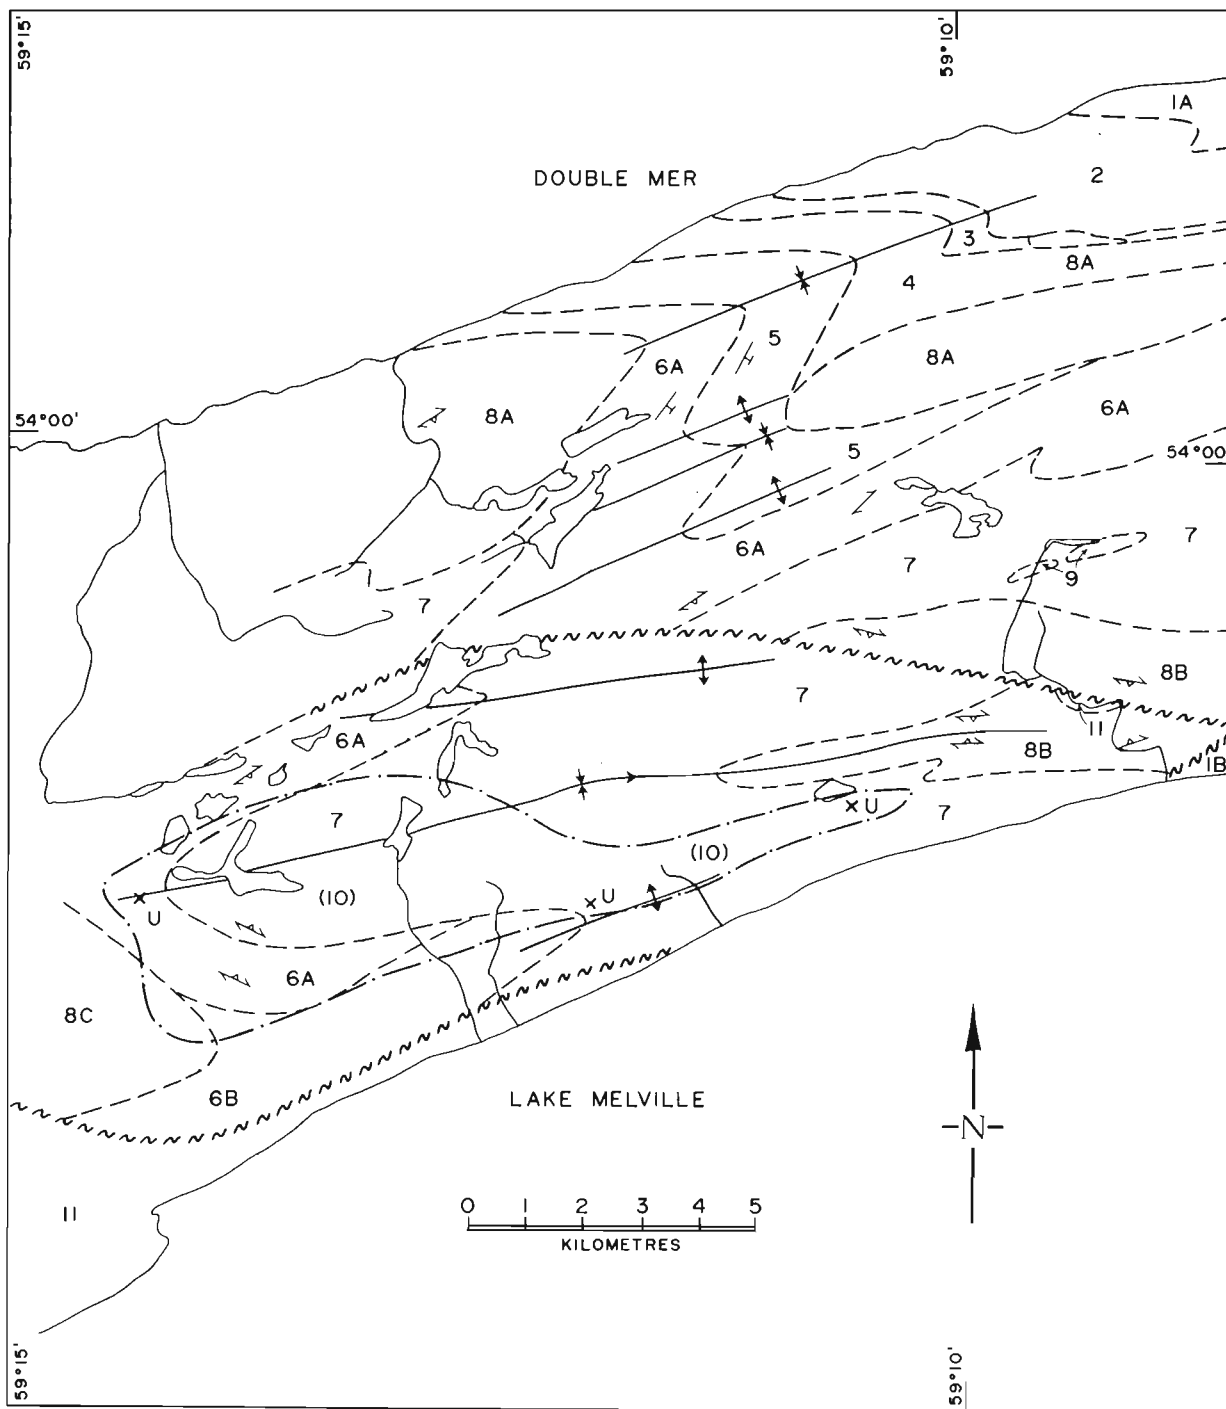 59°15'
59°10'
1A
DOUBLE MER
2
3
8A
4
5
8A
6A
8A
6A
54°00'
5
54°00'
6A
7
7
9
7
8B
7
11
6A
8B
1B
7
U
7
(10)
(10)
U
U
6A
8C
6B
LAKE MELVILLE
N
11
0 1 2 3 4 5
KILOMETRES
59°15'
59°10'